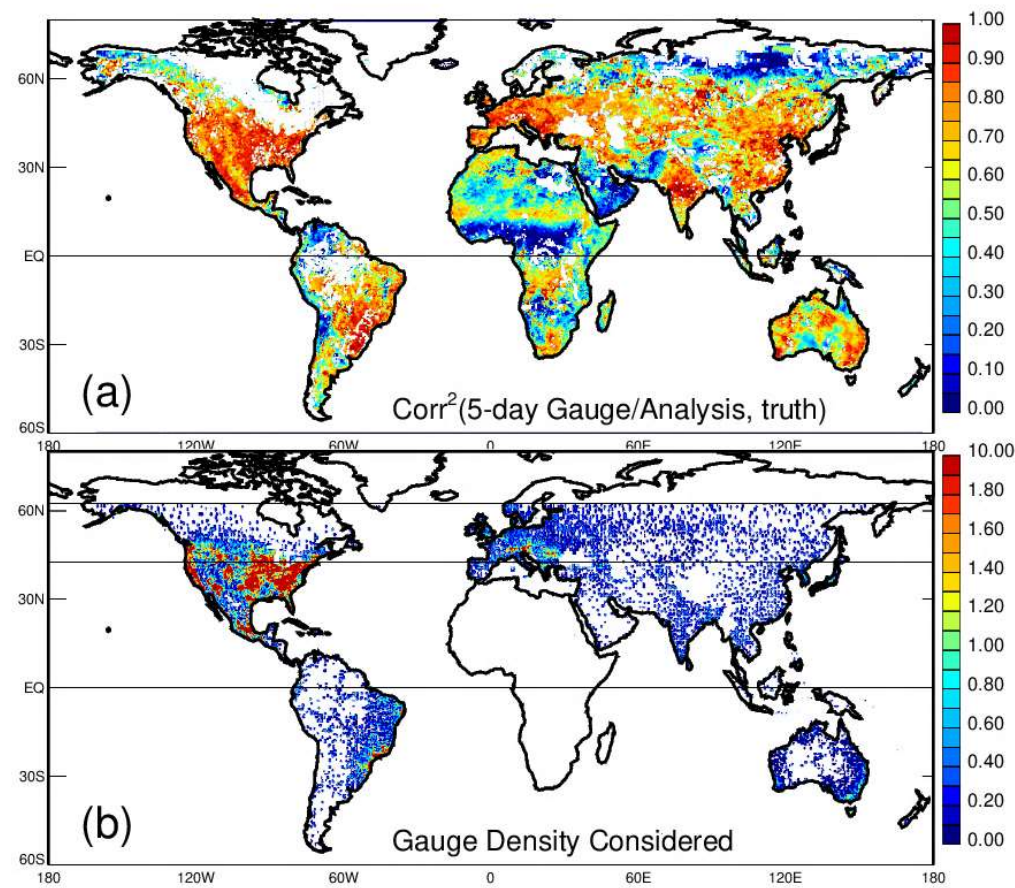 1.00
0.90
60N
0.80
0.70
30N
0.60
0.50
EQ
0.40
0.30
30S
0.20
0.10
(a)
Corr²(5-day Gauge/Analysis, truth)
0.00
60S
180 120W 60W 0 60E 120E 180
10.00
60N
1.80
1.60
1.40
30N
1.20
1.00
EQ
0.80
0.60
0.40
30S
0.20
(b)
Gauge Density Considered
0.00
60S
180 120W 60W 0 60E 120E 180